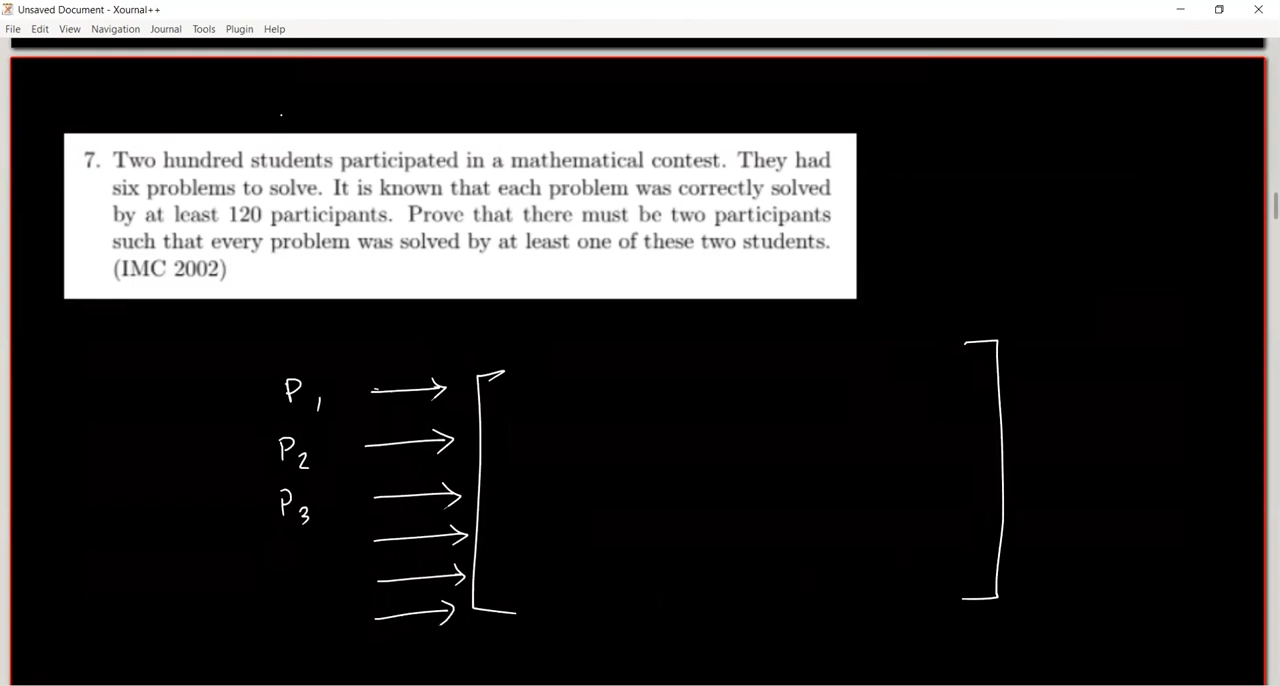 Unsaved Document - Xournal++
File Edit View Navigation Journal Tools Plugin Help
7. Two hundred students participated in a mathematical contest. They had
six problems to solve. It is known that each problem was correctly solved
by at least 120 participants. Prove that there must be two participants
such that every problem was solved by at least one of these two students.
(IMC 2002)
P1
P2
P3